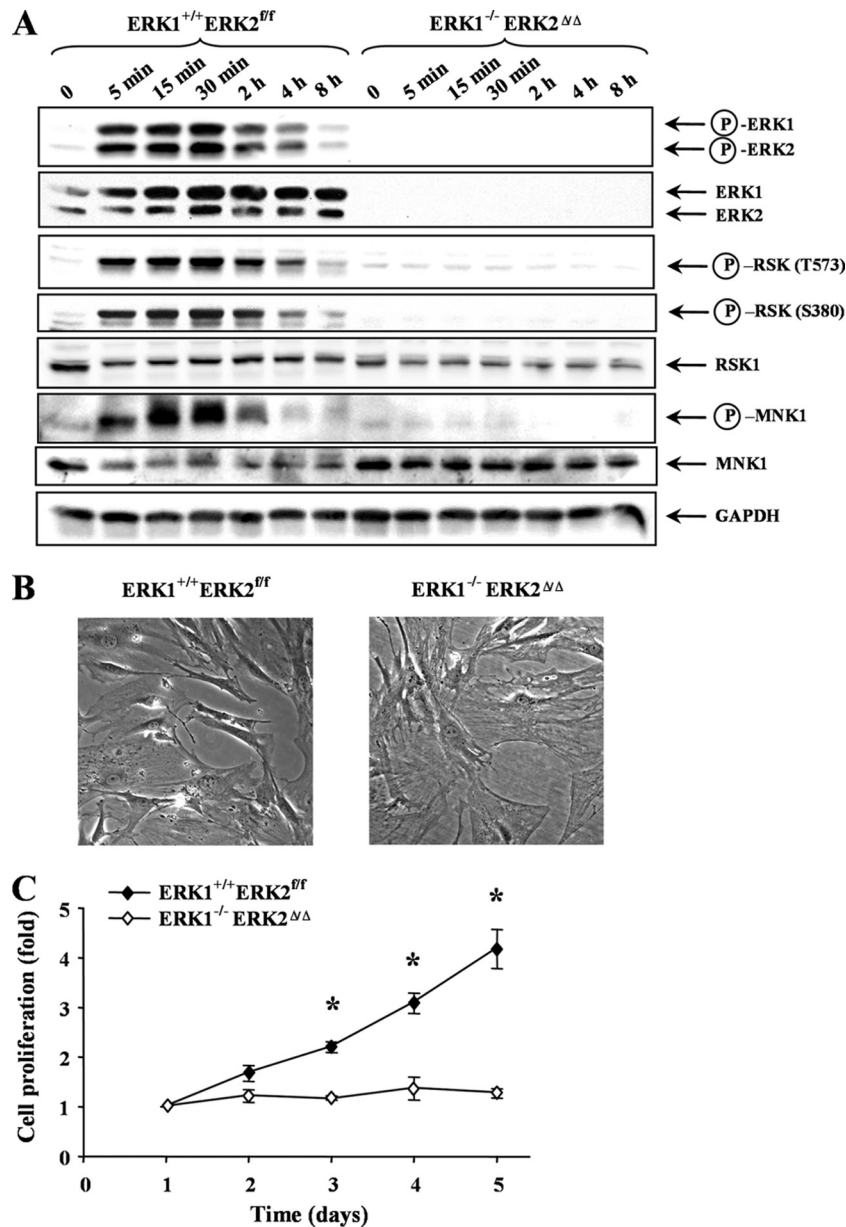 A
ERK1+/+ERK2f/f ERK1-/- ERK2Δ/Δ
0 5 min 15 min 30 min 2 h 4 h 8 h 0 5 min 15 min 30 min 2 h 4 h 8 h
P -ERK1
P -ERK2
ERK1
ERK2
P –RSK (T573)
P –RSK (S380)
RSK1
P –MNK1
MNK1
GAPDH
B
ERK1+/+ERK2f/f ERK1-/- ERK2Δ/Δ
C
ERK1+/+ERK2f/f
ERK1-/- ERK2Δ/Δ
Cell proliferation (fold)
5
4
3
2
1
0
* * *
0 1 2 3 4 5
Time (days)